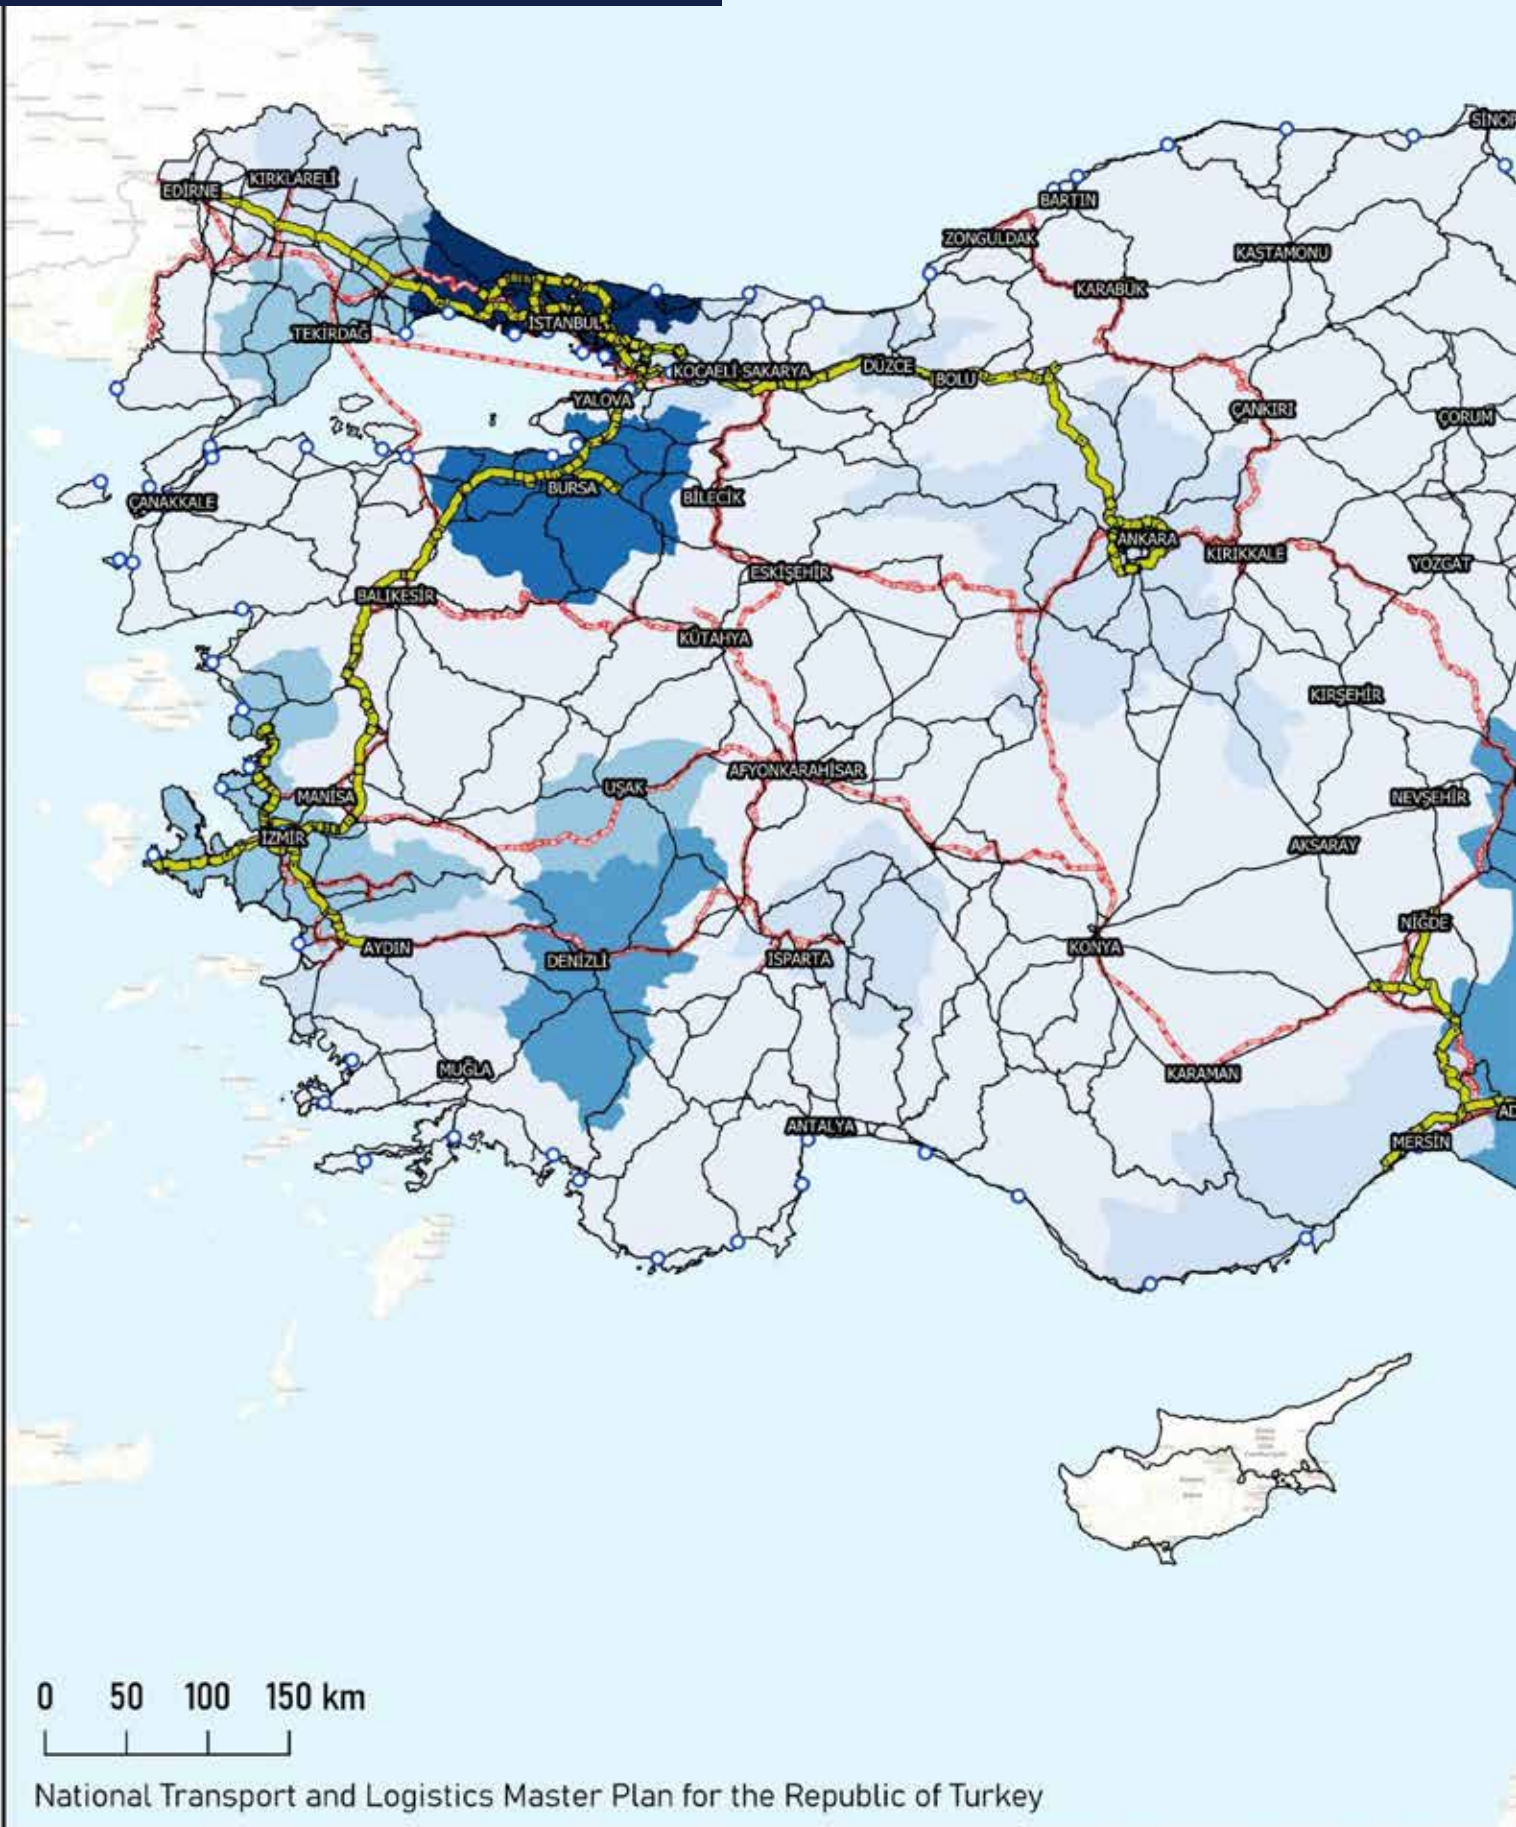 SİNOP
EDİRNE
KIRKLARELİ
BARTIN
ZONGULDAK
KASTAMONU
KARABÜK
İSTANBUL
TEKİRDAĞ
KOCAELİ
SAKARYA
DÜZCE
BOLU
YALOVA
ÇANKIRI
ÇORUM
BURSA
BİLECİK
ÇANAKKALE
ANKARA
KIRIKKALE
YOZGAT
ESKİŞEHİR
BALIKESİR
KÜTAHYA
KIRŞEHİR
AFYONKARAHİSAR
UŞAK
MANİSA
NEVŞEHİR
İZMİR
AKSARAY
NİĞDE
AYDIN
DENİZLİ
ISPARTA
KONYA
MUĞLA
KARAMAN
AD
ANTALYA
MERSİN
0 50 100 150 km
National Transport and Logistics Master Plan for the Republic of Turkey